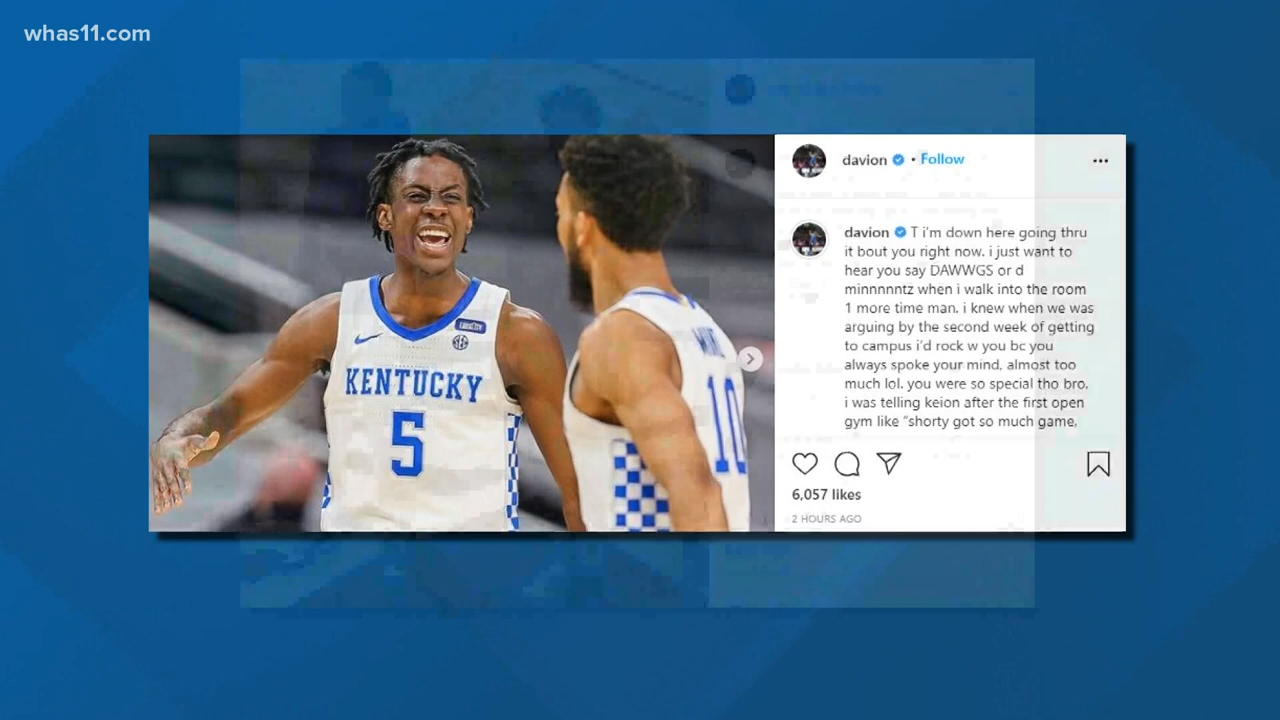 whas11.com
davion • Follow
davion T i'm down here going thru
it bout you right now. i just want to
hear you say DAWWGS or d
minnnnntz when i walk into the room
1 more time man. i knew when we was
arguing by the second week of getting
to campus i'd rock w you bc you
always spoke your mind, almost too
much lol. you were so special tho bro.
i was telling keion after the first open
gym like “shorty got so much game,
6,057 likes
2 HOURS AGO
KENTUCKY
5
SEC
10